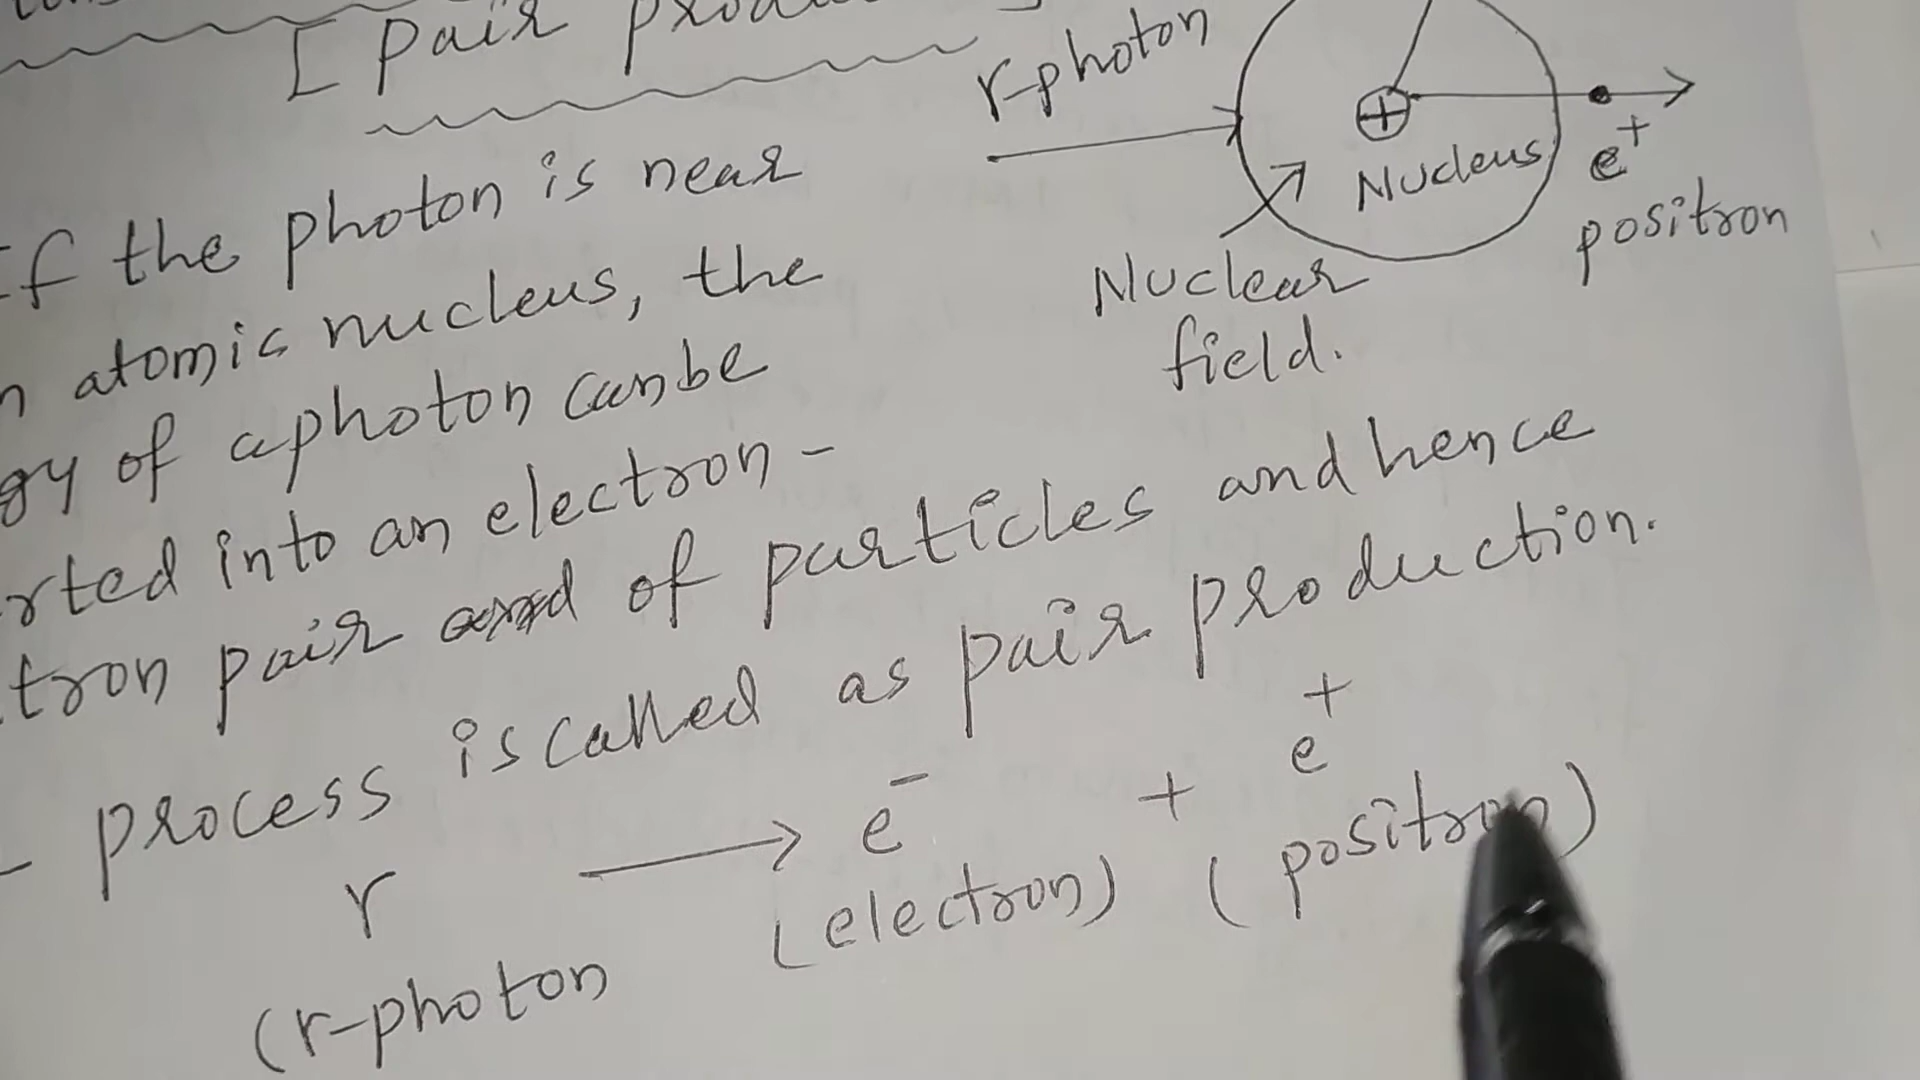 [ Pair
r-photon
Nucleus
e+
positron
Nuclear
field.
If the photon is near
atomic nucleus, the
gy of a photon can be
rted into an electron -
tron pair of particles and hence
process is called as pair production.
r → e- + e+
(r-photon (electron) (positron)